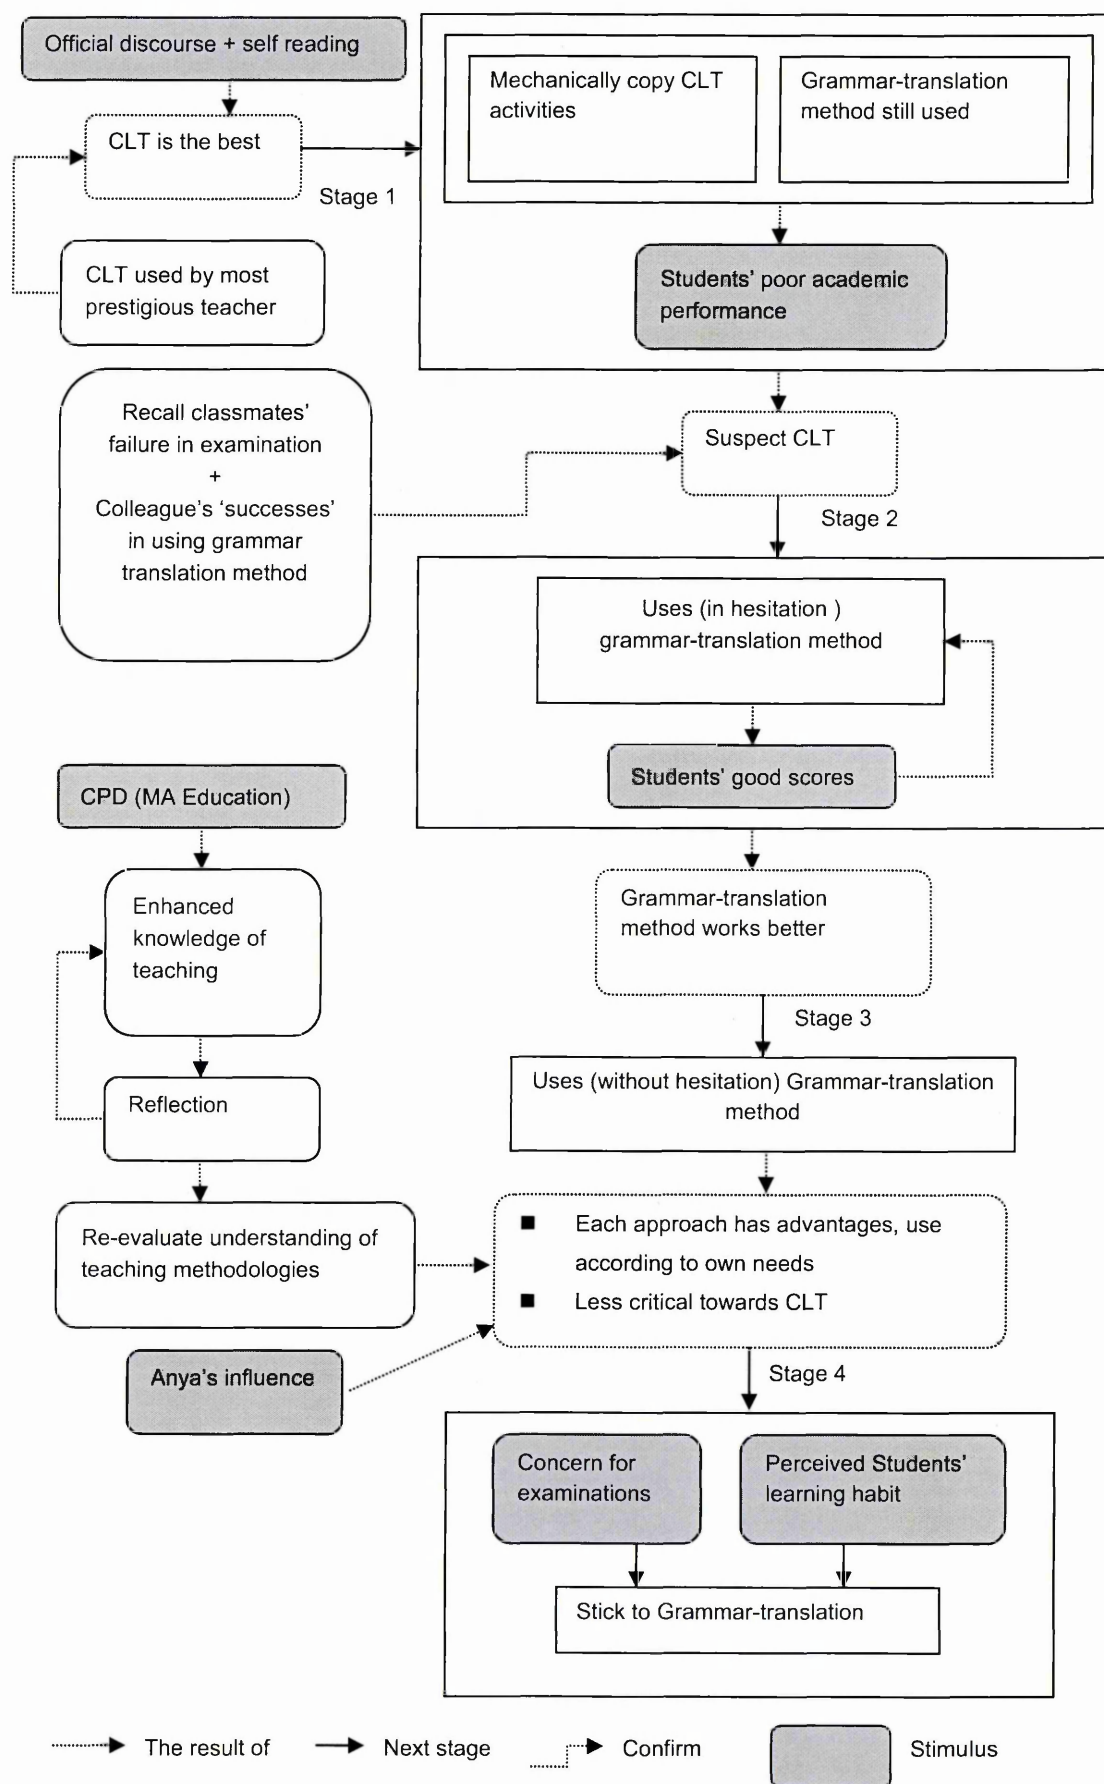 Official discourse + self reading
CLT is the best
Stage 1
CLT used by most
prestigious teacher
Mechanically copy CLT
activities
Grammar-translation
method still used
Students' poor academic
performance
Recall classmates'
failure in examination
+
Colleague's 'successes'
in using grammar
translation method
Suspect CLT
Stage 2
Uses (in hesitation )
grammar-translation method
Students' good scores
CPD (MA Education)
Enhanced
knowledge of
teaching
Reflection
Re-evaluate understanding of
teaching methodologies
Anya's influence
Grammar-translation
method works better
Stage 3
Uses (without hesitation) Grammar-translation
method
■ Each approach has advantages, use
according to own needs
■ Less critical towards CLT
Stage 4
Concern for
examinations
Perceived Students'
learning habit
Stick to Grammar-translation
The result of
Next stage
Confirm
Stimulus